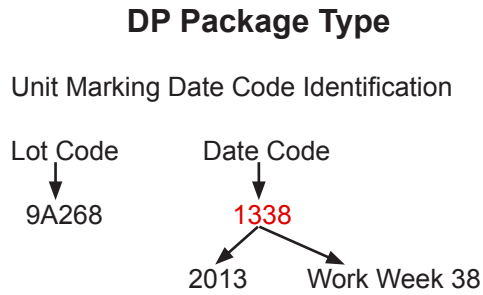 DP Package Type
Unit Marking Date Code Identification
Lot Code Date Code
9A268 1338
2013 Work Week 38